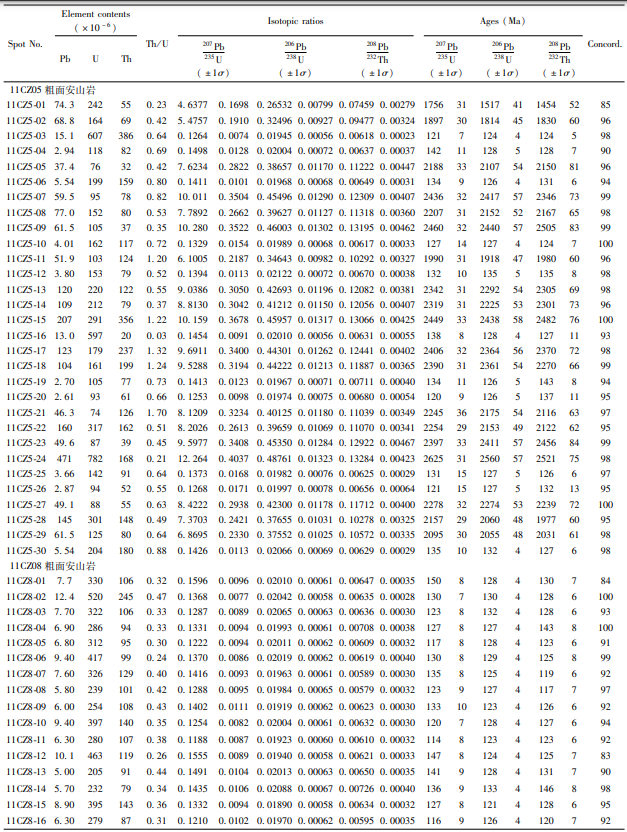 Element contents Isotopic ratios Ages (Ma)
(×10⁻⁶)
Spot No. Pb U Th Th/U ²⁰⁷Pb/²³⁵U (±1σ) ²⁰⁶Pb/²³⁸U (±1σ) ²⁰⁸Pb/²³²Th (±1σ) ²⁰⁷Pb/²³⁵U (±1σ) ²⁰⁶Pb/²³⁸U (±1σ) ²⁰⁸Pb/²³²Th (±1σ) Concord.
11CZ05 粗面安山岩
11CZ5-01 74.3 242 55 0.23 4.6377 0.1698 0.26532 0.00799 0.07459 0.00279 1756 31 1517 41 1454 52 85
11CZ5-02 68.8 164 69 0.42 5.4757 0.1910 0.32496 0.00927 0.09477 0.00324 1897 30 1814 45 1830 60 96
11CZ5-03 15.1 607 386 0.64 0.1264 0.0074 0.01945 0.00056 0.00618 0.00023 121 7 124 4 124 5 98
11CZ5-04 2.94 118 82 0.69 0.1498 0.0128 0.02004 0.00072 0.00637 0.00037 142 11 128 5 128 7 90
11CZ5-05 37.4 76 32 0.42 7.6234 0.2822 0.38657 0.01170 0.11222 0.00447 2188 33 2107 54 2150 81 96
11CZ5-06 5.54 199 159 0.80 0.1411 0.0101 0.01968 0.00068 0.00649 0.00031 134 9 126 4 131 6 94
11CZ5-07 59.5 95 78 0.82 10.011 0.3504 0.45496 0.01290 0.12309 0.00407 2436 32 2417 57 2346 73 99
11CZ5-08 77.0 152 80 0.53 7.7892 0.2662 0.39627 0.01127 0.11318 0.00360 2207 31 2152 52 2167 65 98
11CZ5-09 61.5 105 37 0.35 10.280 0.3522 0.46003 0.01302 0.13195 0.00462 2460 32 2440 57 2505 83 99
11CZ5-10 4.01 162 117 0.72 0.1329 0.0154 0.01989 0.00068 0.00617 0.00033 127 14 127 4 124 7 100
11CZ5-11 51.9 103 124 1.20 6.1005 0.2187 0.34643 0.00982 0.10292 0.00327 1990 31 1918 47 1980 60 96
11CZ5-12 3.80 153 79 0.52 0.1394 0.0113 0.02122 0.00072 0.00670 0.00038 132 10 135 5 135 8 98
11CZ5-13 120 220 122 0.55 9.0386 0.3050 0.42693 0.01196 0.12082 0.00381 2342 31 2292 54 2305 69 98
11CZ5-14 109 212 79 0.37 8.8130 0.3042 0.41212 0.01150 0.12056 0.00407 2319 31 2225 53 2301 73 96
11CZ5-15 207 291 356 1.22 10.159 0.3678 0.45957 0.01317 0.13066 0.00425 2449 33 2438 58 2482 76 100
11CZ5-16 13.0 597 20 0.03 0.1454 0.0091 0.02010 0.00056 0.00631 0.00055 138 8 128 4 127 11 93
11CZ5-17 123 179 237 1.32 9.6911 0.3400 0.44301 0.01262 0.12441 0.00402 2406 32 2364 56 2370 72 98
11CZ5-18 104 161 199 1.24 9.5288 0.3194 0.44222 0.01213 0.11887 0.00365 2390 31 2361 54 2270 66 99
11CZ5-19 2.70 105 77 0.73 0.1413 0.0123 0.01967 0.00071 0.00711 0.00040 134 11 126 5 143 8 94
11CZ5-20 2.61 93 61 0.66 0.1253 0.0098 0.01974 0.00075 0.00680 0.00054 120 9 126 5 137 11 95
11CZ5-21 46.3 74 126 1.70 8.1209 0.3234 0.40125 0.01180 0.11039 0.00349 2245 36 2175 54 2116 63 97
11CZ5-22 160 317 162 0.51 8.2026 0.2613 0.39659 0.01069 0.11070 0.00341 2254 29 2153 49 2122 62 95
11CZ5-23 49.6 87 39 0.45 9.5977 0.3408 0.45350 0.01284 0.12922 0.00467 2397 33 2411 57 2456 84 99
11CZ5-24 471 782 168 0.21 12.264 0.4037 0.48761 0.01323 0.13284 0.00423 2625 31 2560 57 2521 75 98
11CZ5-25 3.66 142 91 0.64 0.1373 0.0168 0.01982 0.00076 0.00625 0.00029 131 15 127 5 126 6 97
11CZ5-26 2.87 94 52 0.55 0.1268 0.0171 0.01997 0.00078 0.00656 0.00064 121 15 127 5 132 13 95
11CZ5-27 49.1 88 55 0.63 8.4222 0.2938 0.42300 0.01178 0.11712 0.00400 2278 32 2274 53 2239 72 100
11CZ5-28 145 301 148 0.49 7.3703 0.2421 0.37655 0.01031 0.10278 0.00325 2157 29 2060 48 1977 60 95
11CZ5-29 61.5 125 80 0.64 6.8695 0.2330 0.37552 0.01025 0.10572 0.00335 2095 30 2055 48 2031 61 98
11CZ5-30 5.54 204 180 0.88 0.1426 0.0113 0.02066 0.00069 0.00629 0.00029 135 10 132 4 127 6 98
11CZ08 粗面安山岩
11CZ8-01 7.7 330 106 0.32 0.1596 0.0096 0.02010 0.00061 0.00647 0.00035 150 8 128 4 130 7 84
11CZ8-02 12.4 520 245 0.47 0.1368 0.0077 0.02042 0.00058 0.00635 0.00028 130 7 130 4 128 6 100
11CZ8-03 7.70 322 106 0.33 0.1287 0.0089 0.02065 0.00063 0.00636 0.00030 123 8 132 4 128 6 93
11CZ8-04 6.90 286 94 0.33 0.1331 0.0094 0.01993 0.00061 0.00708 0.00038 127 8 127 4 143 8 100
11CZ8-05 6.80 312 95 0.30 0.1222 0.0094 0.02011 0.00062 0.00609 0.00032 117 8 128 4 123 6 91
11CZ8-06 9.40 417 99 0.24 0.1370 0.0086 0.02019 0.00062 0.00619 0.00040 130 8 129 4 125 8 99
11CZ8-07 7.60 326 129 0.40 0.1416 0.0093 0.01963 0.00061 0.00589 0.00030 135 8 125 4 119 6 92
11CZ8-08 5.80 239 101 0.42 0.1288 0.0095 0.01984 0.00065 0.00579 0.00032 123 9 127 4 117 7 97
11CZ8-09 6.00 254 108 0.43 0.1402 0.0111 0.01919 0.00062 0.00623 0.00030 133 10 123 4 126 6 92
11CZ8-10 9.40 397 140 0.35 0.1254 0.0082 0.02004 0.00061 0.00632 0.00030 120 7 128 4 127 6 94
11CZ8-11 6.30 280 107 0.38 0.1188 0.0087 0.01923 0.00060 0.00610 0.00032 114 8 123 4 123 6 92
11CZ8-12 10.1 463 119 0.26 0.1555 0.0089 0.01940 0.00058 0.00621 0.00033 147 8 124 4 125 7 83
11CZ8-13 5.00 205 91 0.44 0.1491 0.0104 0.02013 0.00063 0.00650 0.00035 141 9 128 4 131 7 90
11CZ8-14 5.70 232 79 0.34 0.1435 0.0106 0.02088 0.00067 0.00726 0.00040 136 9 133 4 146 8 98
11CZ8-15 8.90 395 143 0.36 0.1332 0.0094 0.01890 0.00058 0.00634 0.00032 127 8 121 4 128 6 95
11CZ8-16 6.30 279 87 0.31 0.1210 0.0102 0.01970 0.00062 0.00595 0.00035 116 9 126 4 120 7 92